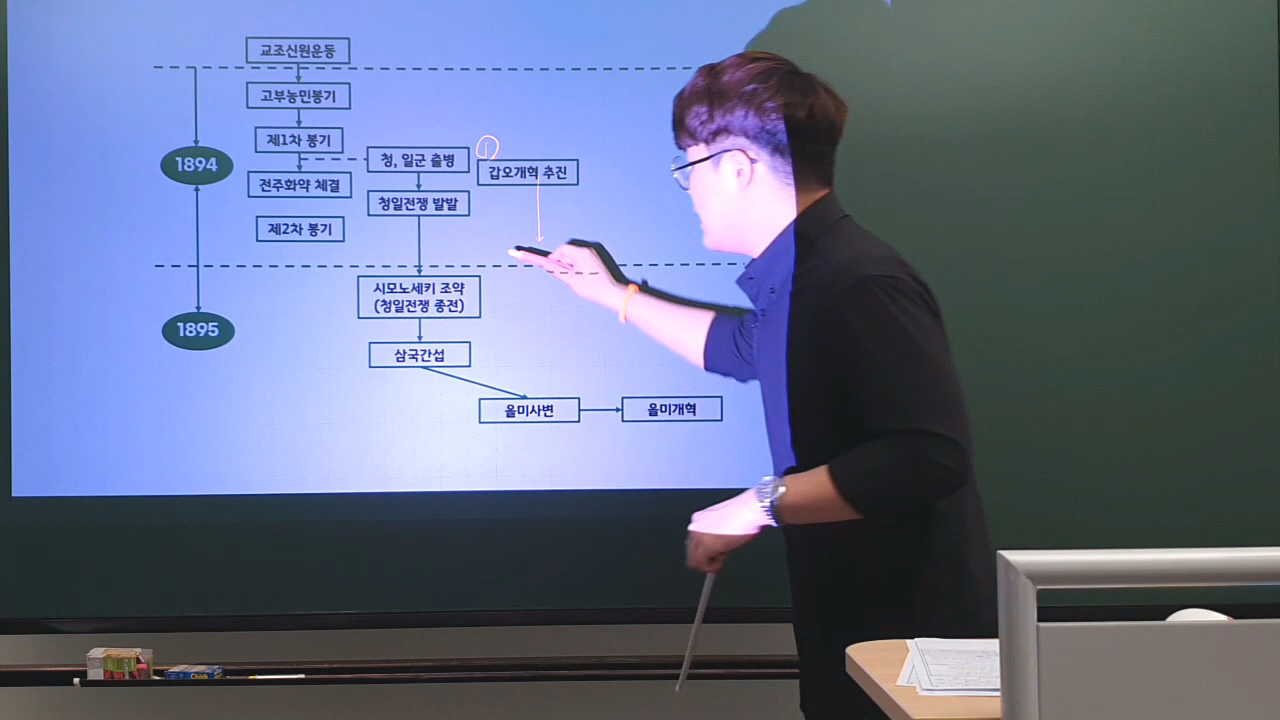 교조신원운동
고부농민봉기
제1차 봉기
1894
청, 일군 출병
갑오개혁 추진
전주화약 체결
청일전쟁 발발
제2차 봉기
시모노세키 조약
(청일전쟁 종전)
1895
삼국간섭
을미사변
을미개혁